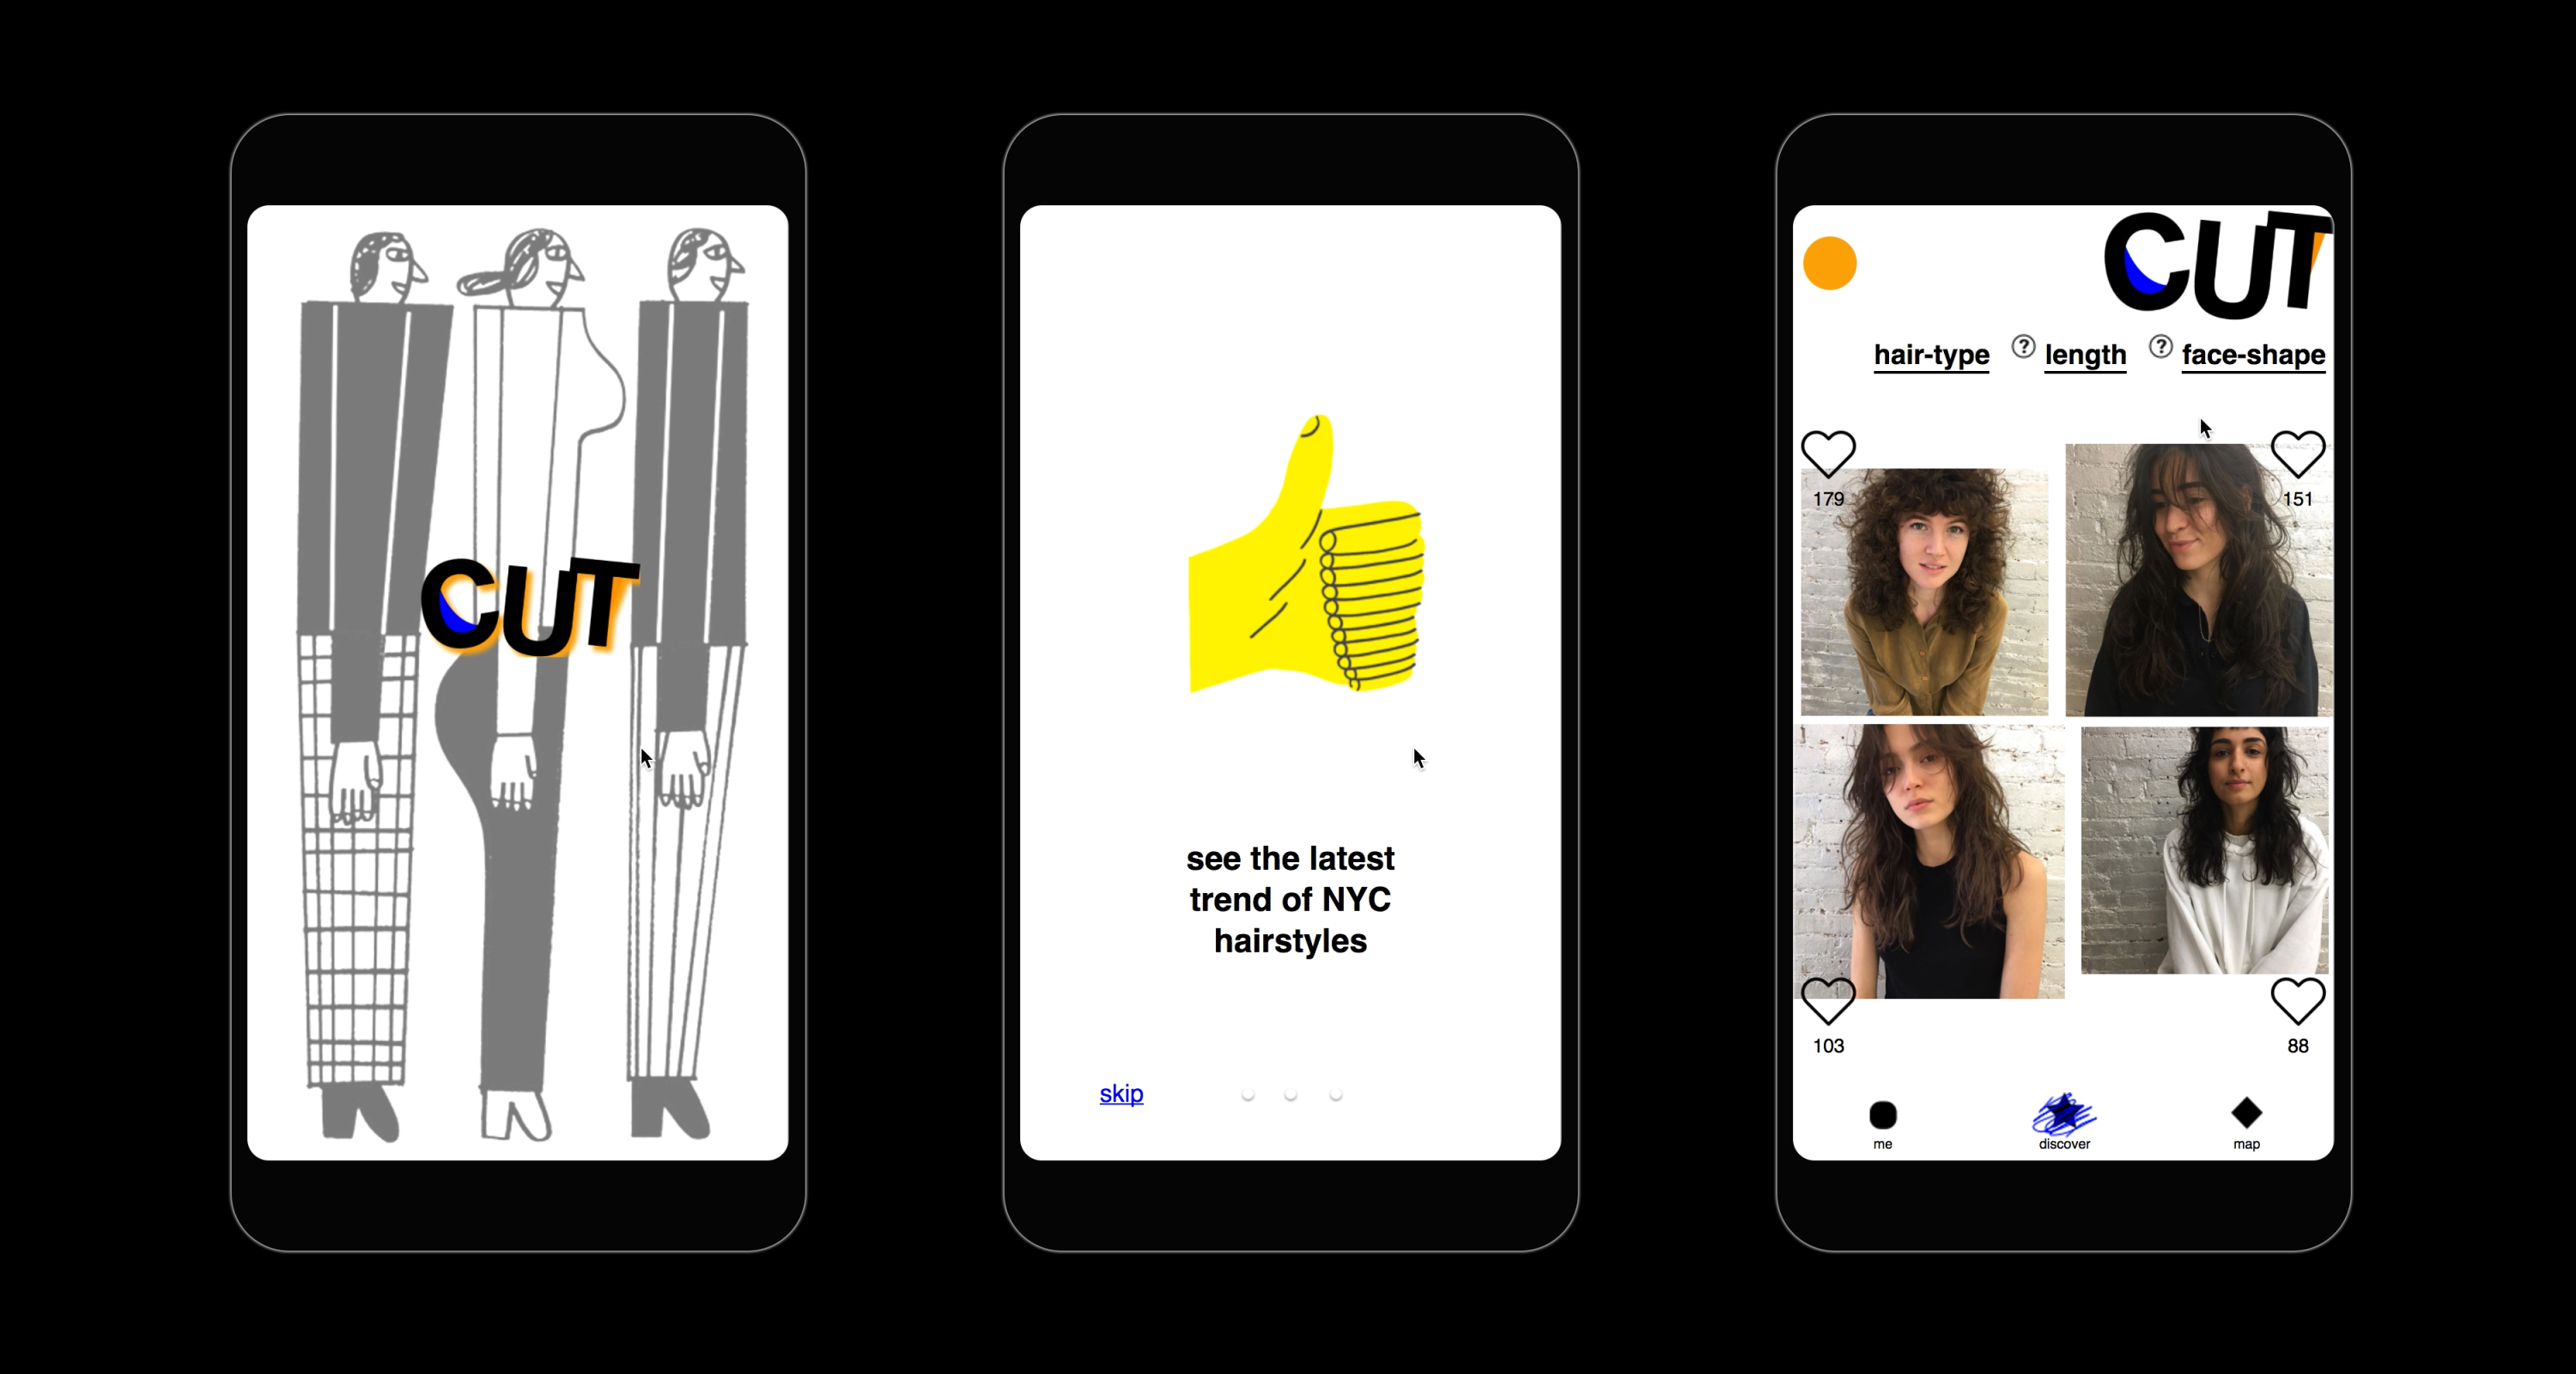 CUT
see the latest
trend of NYC
hairstyles
skip
CUT
hair-type ? length ? face-shape
179
151
103
88
me
discover
map